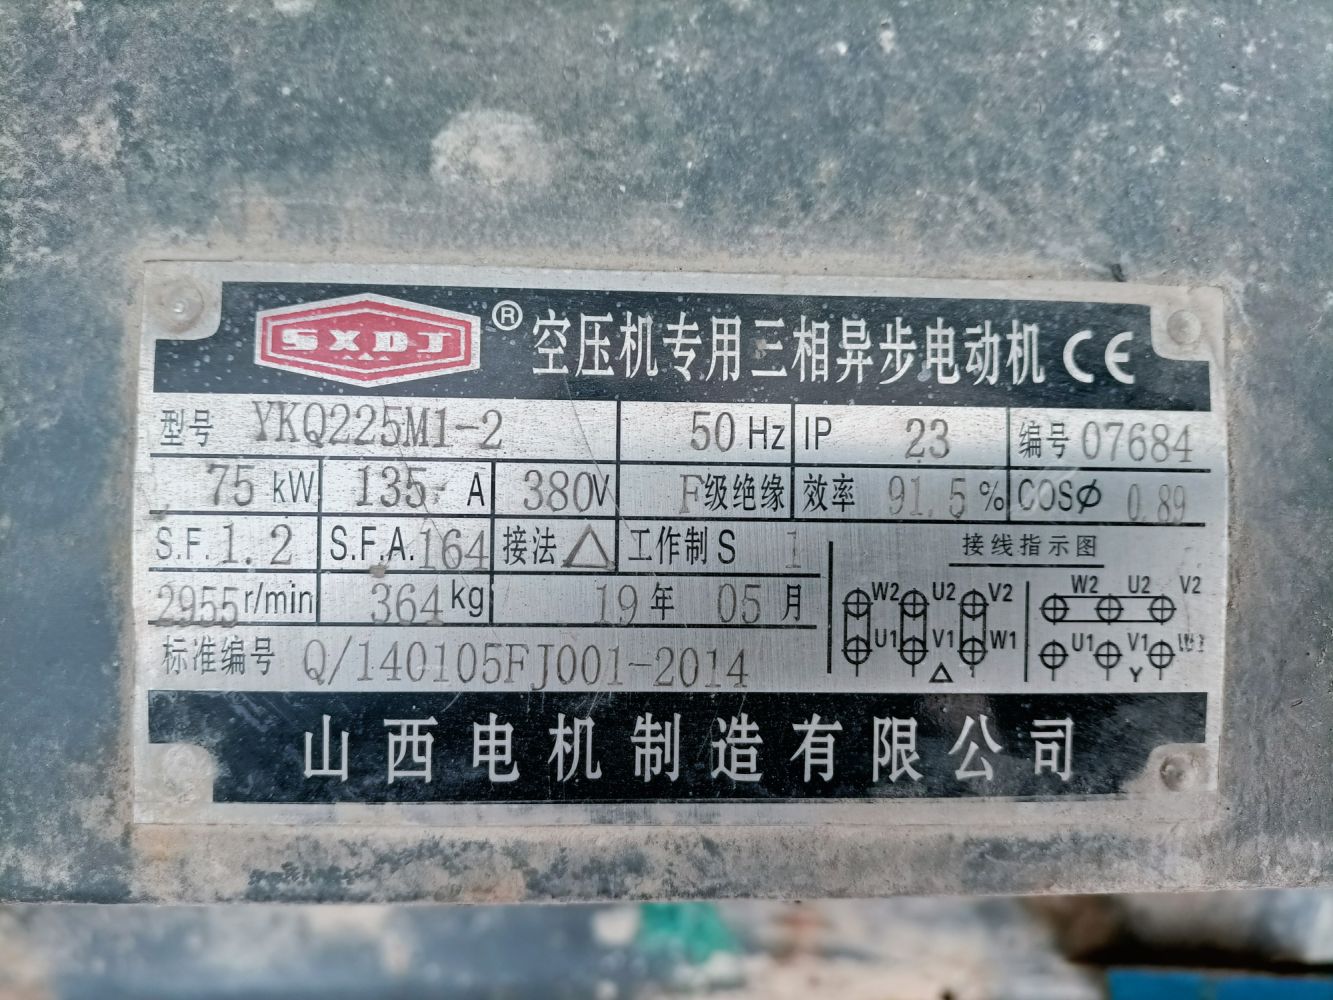 SXDJ ® 空压机专用三相异步电动机 CE
型号 YKQ225M1-2 50 Hz IP 23 编号 07684
75 kW 135 A 380V F级绝缘 效率 91.5 % COSΦ 0.89
S.F. 1.2 S.F.A. 164 接法 △ 工作制 S 1
接线指示图
2955 r/min 364 kg 19 年 05 月
W2 U2 V2 W2 U2 V2
U1 V1 W1 U1 V1 W1
△ Y
标准编号 Q/140105FJ001-2014
山西电机制造有限公司